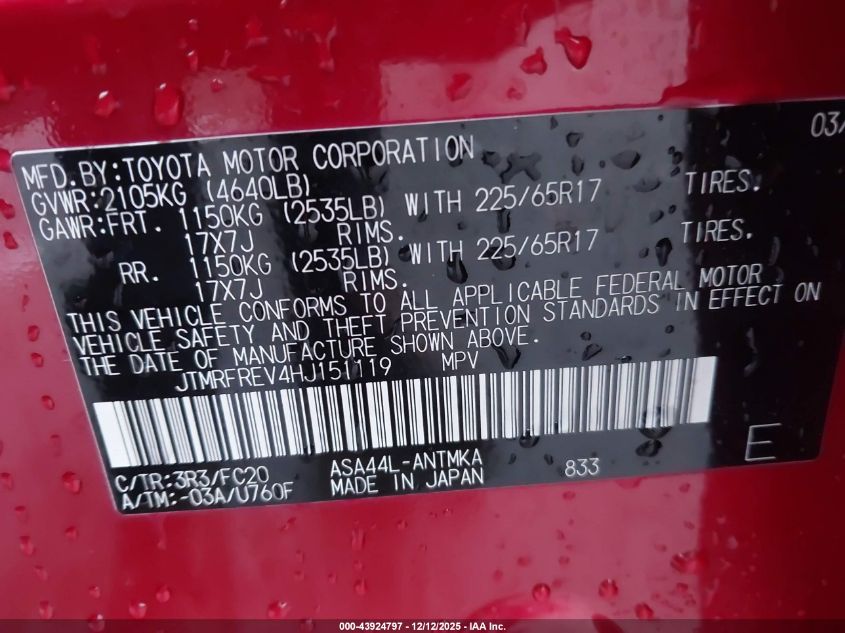 03/
MFD.BY:TOYOTA MOTOR CORPORATION
GVWR:2105KG (4640LB)
GAWR:FRT. 1150KG (2535LB) WITH 225/65R17 TIRES.
17X7J RIMS.
RR. 1150KG (2535LB) WITH 225/65R17 TIRES.
17X7J RIMS.
THIS VEHICLE CONFORMS TO ALL APPLICABLE FEDERAL MOTOR
VEHICLE SAFETY AND THEFT PREVENTION STANDARDS IN EFFECT ON
THE DATE OF MANUFACTURE SHOWN ABOVE.
JTMRFREV4HJ151119 MPV
E
C/TR:3R3/FC20 ASA44L-ANTMKA 833
A/TM:-03A/U760F MADE IN JAPAN
000-43924797 - 12/12/2025 - IAA Inc.